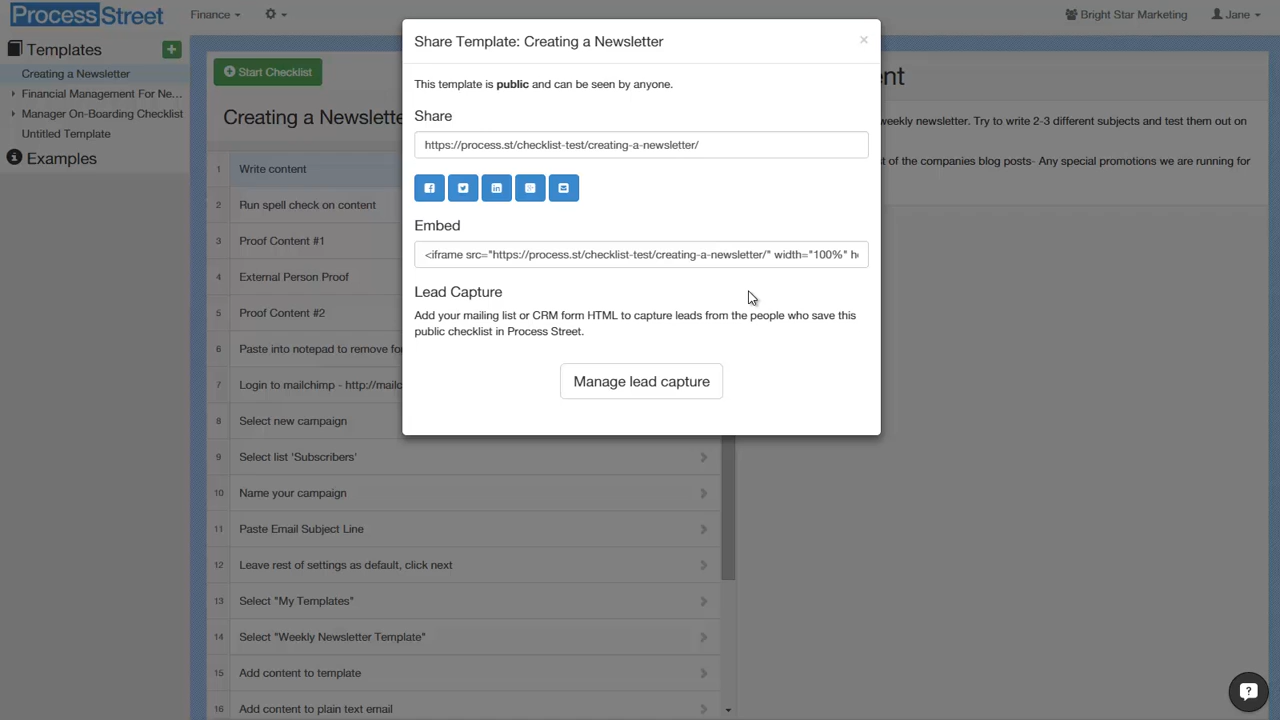 ProcessStreet
Finance
Bright Star Marketing
Jane
Templates
Creating a Newsletter
Financial Management For Ne...
Manager On-Boarding Checklist
Untitled Template
Examples
Start Checklist
Creating a Newslette
1 Write content
2 Run spell check on content
3 Proof Content #1
4 External Person Proof
5 Proof Content #2
6 Paste into notepad to remove fo
7 Login to mailchimp - http://mailc
8 Select new campaign
9 Select list 'Subscribers'
10 Name your campaign
11 Paste Email Subject Line
12 Leave rest of settings as default, click next
13 Select "My Templates"
14 Select "Weekly Newsletter Template"
15 Add content to template
16 Add content to plain text email
Share Template: Creating a Newsletter
×
This template is public and can be seen by anyone.
Share
https://process.st/checklist-test/creating-a-newsletter/
Embed
<iframe src="https://process.st/checklist-test/creating-a-newsletter/" width="100%" he
Lead Capture
Add your mailing list or CRM form HTML to capture leads from the people who save this
public checklist in Process Street.
Manage lead capture
ent
weekly newsletter. Try to write 2-3 different subjects and test them out on
st of the companies blog posts- Any special promotions we are running for